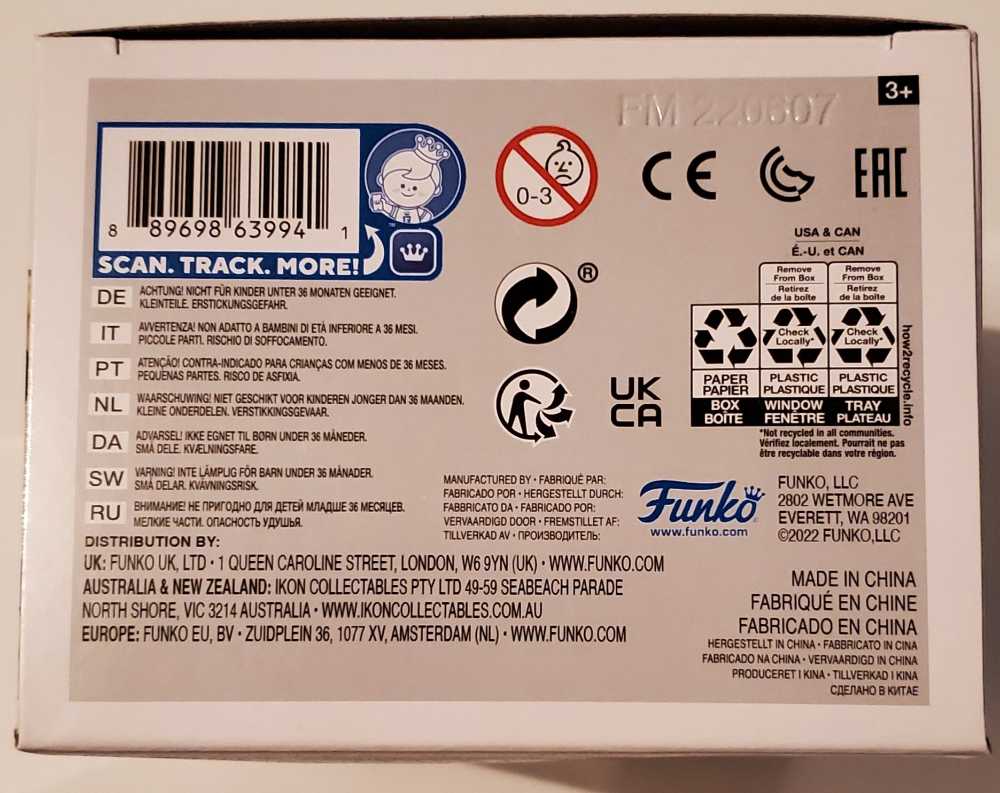 FM 220607
3+
8 89698 63994 1
SCAN. TRACK. MORE!
0-3
CE
EAC
®
UK
CA
USA & CAN
É.-U. et CAN
Remove From Box
Retirez de la boîte
Remove From Box
Retirez de la boîte
Check Locally*
Check Locally*
PAPER PAPIER
PLASTIC PLASTIQUE
PLASTIC PLASTIQUE
BOX BOÎTE
WINDOW FENÊTRE
TRAY PLATEAU
how2recycle.info
*Not recycled in all communities.
Vérifiez localement. Pourrait ne pas
être recyclable dans votre région.
DE ACHTUNG! NICHT FÜR KINDER UNTER 36 MONATEN GEEIGNET.
KLEINTEILE. ERSTICKUNGSGEFAHR.
IT AVVERTENZA! NON ADATTO A BAMBINI DI ETÀ INFERIORE A 36 MESI.
PICCOLE PARTI. RISCHIO DI SOFFOCAMENTO.
PT ATENÇÃO! CONTRA-INDICADO PARA CRIANÇAS COM MENOS DE 36 MESES.
PEQUENAS PARTES. RISCO DE ASFIXIA.
NL WAARSCHUWING! NIET GESCHIKT VOOR KINDEREN JONGER DAN 36 MAANDEN.
KLEINE ONDERDELEN. VERSTIKKINGSGEVAAR.
DA ADVARSEL! IKKE EGNET TIL BØRN UNDER 36 MÅNEDER.
SMÅ DELE. KVÆLNINGSFARE.
SW VARNING! INTE LÄMPLIG FÖR BARN UNDER 36 MÅNADER.
SMÅ DELAR. KVÄVNINGSRISK.
RU ВНИМАНИЕ! НЕ ПРИГОДНО ДЛЯ ДЕТЕЙ МЛАДШЕ 36 МЕСЯЦЕВ.
МЕЛКИЕ ЧАСТИ. ОПАСНОСТЬ УДУШЬЯ.
MANUFACTURED BY • FABRIQUÉ PAR:
FABRICADO POR • HERGESTELLT DURCH:
FABBRICATO DA • FABRICADO POR:
VERVAARDIGD DOOR • FREMSTILLET AF:
TILLVERKAD AV • ПРОИЗВОДИТЕЛЬ:
Funko
www.funko.com
FUNKO, LLC
2802 WETMORE AVE
EVERETT, WA 98201
©2022 FUNKO,LLC
DISTRIBUTION BY:
UK: FUNKO UK, LTD • 1 QUEEN CAROLINE STREET, LONDON, W6 9YN (UK) • WWW.FUNKO.COM
AUSTRALIA & NEW ZEALAND: IKON COLLECTABLES PTY LTD 49-59 SEABEACH PARADE
NORTH SHORE, VIC 3214 AUSTRALIA • WWW.IKONCOLLECTABLES.COM.AU
EUROPE: FUNKO EU, BV • ZUIDPLEIN 36, 1077 XV, AMSTERDAM (NL) • WWW.FUNKO.COM
MADE IN CHINA
FABRIQUÉ EN CHINE
FABRICADO EN CHINA
HERGESTELLT IN CHINA • FABBRICATO IN CINA
FABRICADO NA CHINA • VERVAARDIGD IN CHINA
PRODUCERET I KINA • TILLVERKAD I KINA
СДЕЛАНО В КИТАЕ